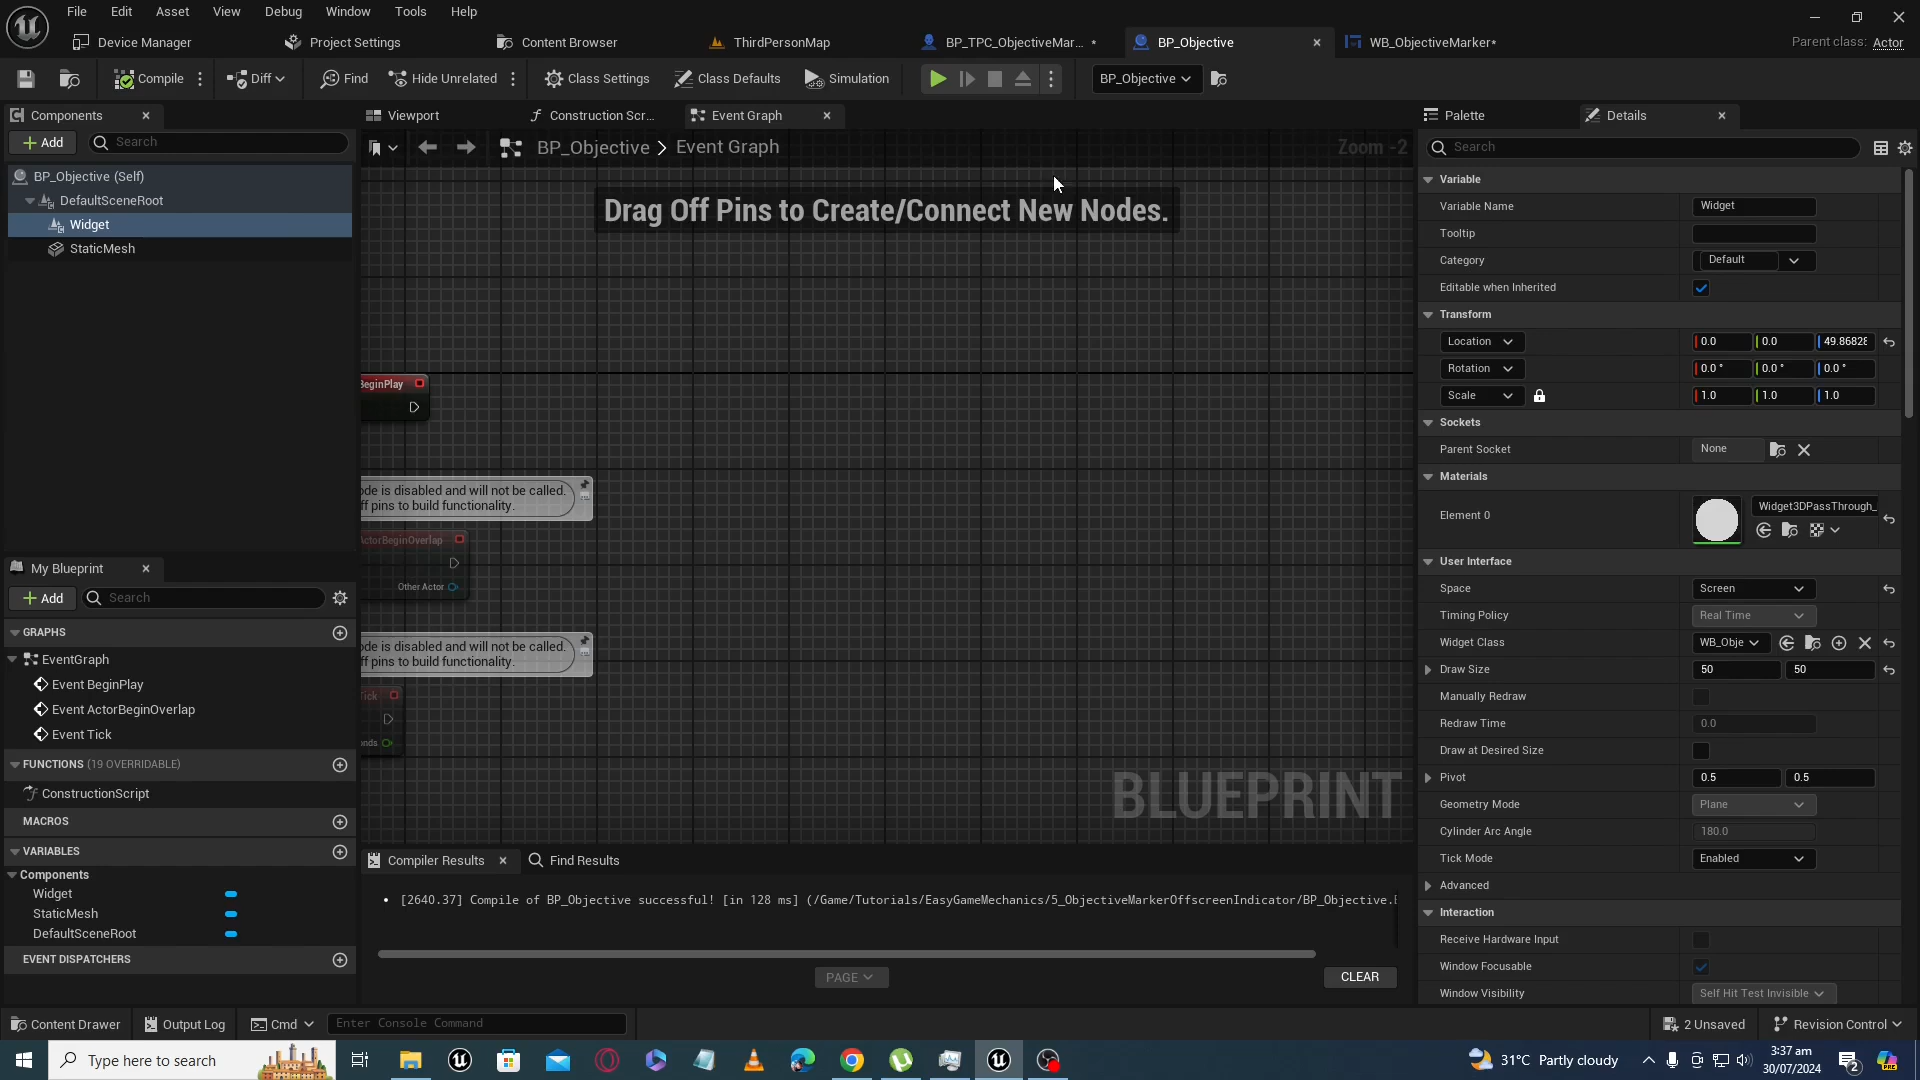 File Edit Asset View Debug Window Tools Help
Device Manager Project Settings Content Browser ThirdPersonMap BP_TPC_ObjectiveMar... * BP_Objective WB_ObjectiveMarker* Parent class: Actor
Compile Diff Find Hide Unrelated Class Settings Class Defaults Simulation BP_Objective
Components
Add Search
BP_Objective (Self)
DefaultSceneRoot
Widget
StaticMesh
My Blueprint
Add Search
GRAPHS
EventGraph
Event BeginPlay
Event ActorBeginOverlap
Event Tick
FUNCTIONS (19 OVERRIDABLE)
ConstructionScript
MACROS
VARIABLES
Components
Widget
StaticMesh
DefaultSceneRoot
EVENT DISPATCHERS
Viewport Construction Scr... Event Graph
BP_Objective > Event Graph Zoom -2
Drag Off Pins to Create/Connect New Nodes.
BeginPlay
ode is disabled and will not be called.
ff pins to build functionality.
ActorBeginOverlap
Other Actor
ode is disabled and will not be called.
ff pins to build functionality.
Tick
onds
BLUEPRINT
Compiler Results Find Results
[2640.37] Compile of BP_Objective successful! [in 128 ms] (/Game/Tutorials/EasyGameMechanics/5_ObjectiveMarkerOffscreenIndicator/BP_Objective.
PAGE CLEAR
Palette Details
Search
Variable
Variable Name Widget
Tooltip
Category Default
Editable when Inherited
Transform
Location 0.0 0.0 49.86828
Rotation 0.0 ° 0.0 ° 0.0 °
Scale 1.0 1.0 1.0
Sockets
Parent Socket None
Materials
Element 0 Widget3DPassThrough_
User Interface
Space Screen
Timing Policy Real Time
Widget Class WB_Obje
Draw Size 50 50
Manually Redraw
Redraw Time 0.0
Draw at Desired Size
Pivot 0.5 0.5
Geometry Mode Plane
Cylinder Arc Angle 180.0
Tick Mode Enabled
Advanced
Interaction
Receive Hardware Input
Window Focusable
Window Visibility Self Hit Test Invisible
Content Drawer Output Log Cmd Enter Console Command 2 Unsaved Revision Control
Type here to search 31°C Partly cloudy 3:37 am
30/07/2024 2